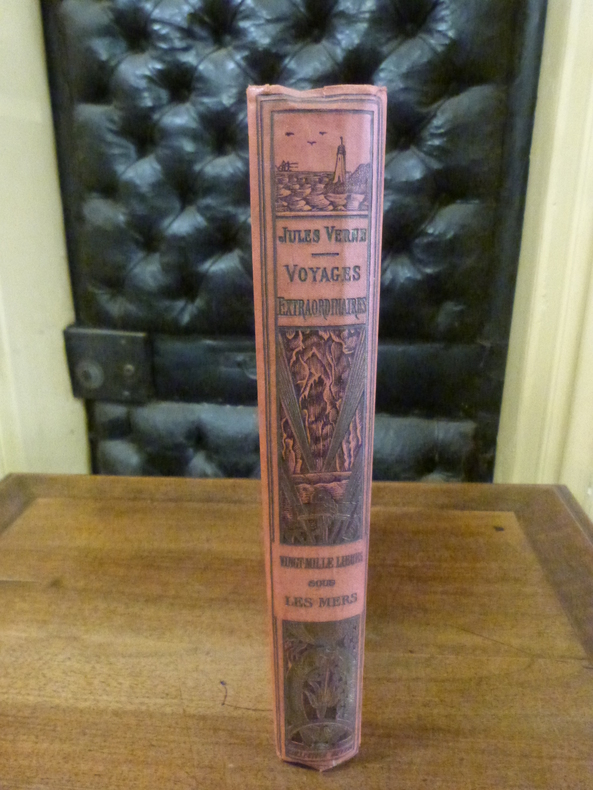 JULES VERNE
VOYAGES
EXTRAORDINAIRES
VINGT MILLE LIEUES
SOUS
LES MERS